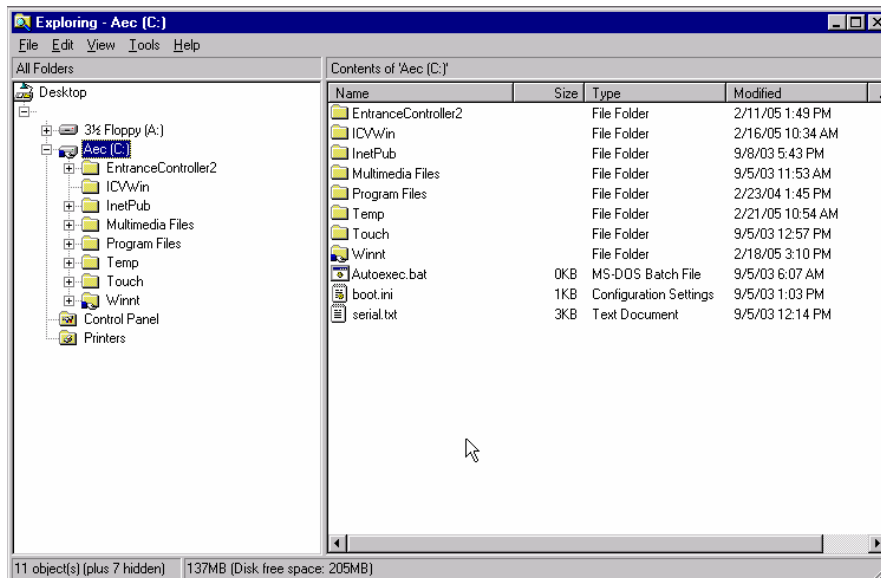 Exploring - Aec (C:)
File Edit View Tools Help
All Folders
Contents of 'Aec (C:)'
Desktop
3½ Floppy (A:)
Aec (C:)
EntranceController2
ICVWin
InetPub
Multimedia Files
Program Files
Temp
Touch
Winnt
Control Panel
Printers
Name Size Type Modified
EntranceController2 File Folder 2/11/05 1:49 PM
ICVWin File Folder 2/16/05 10:34 AM
InetPub File Folder 9/8/03 5:43 PM
Multimedia Files File Folder 9/5/03 11:53 AM
Program Files File Folder 2/23/04 1:45 PM
Temp File Folder 2/21/05 10:54 AM
Touch File Folder 9/5/03 12:57 PM
Winnt File Folder 2/18/05 3:10 PM
Autoexec.bat 0KB MS-DOS Batch File 9/5/03 6:07 AM
boot.ini 1KB Configuration Settings 9/5/03 1:03 PM
serial.txt 3KB Text Document 9/5/03 12:14 PM
11 object(s) (plus 7 hidden) 137MB (Disk free space: 205MB)